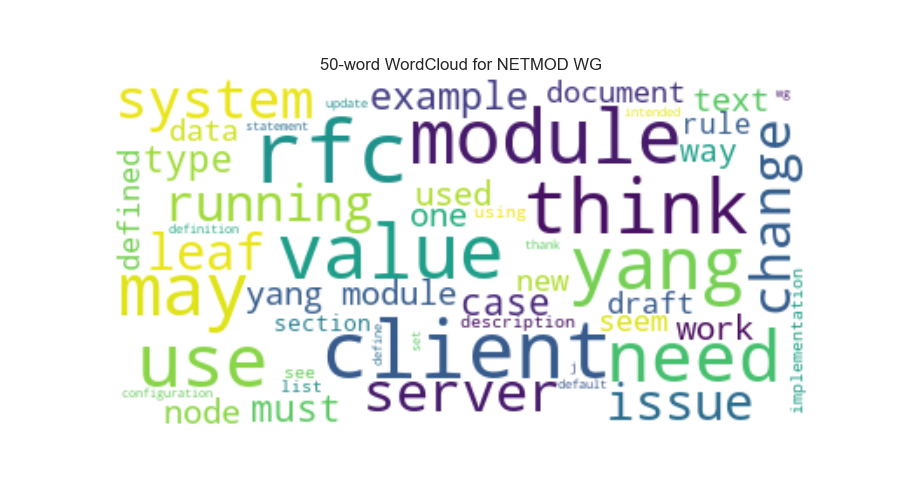 50-word WordCloud for NETMOD WG
system
update
example
document
text
wg
intended
data
statement
rfc
module
rule
way
type
defined
running
used
one
using
think
change
definition
leaf
value
thank
yang
may
yang module
case
new
draft
implementation
section
define
set
description
seem
work
use
client
need
see
list
j
default
configuration
node
must
server
issue